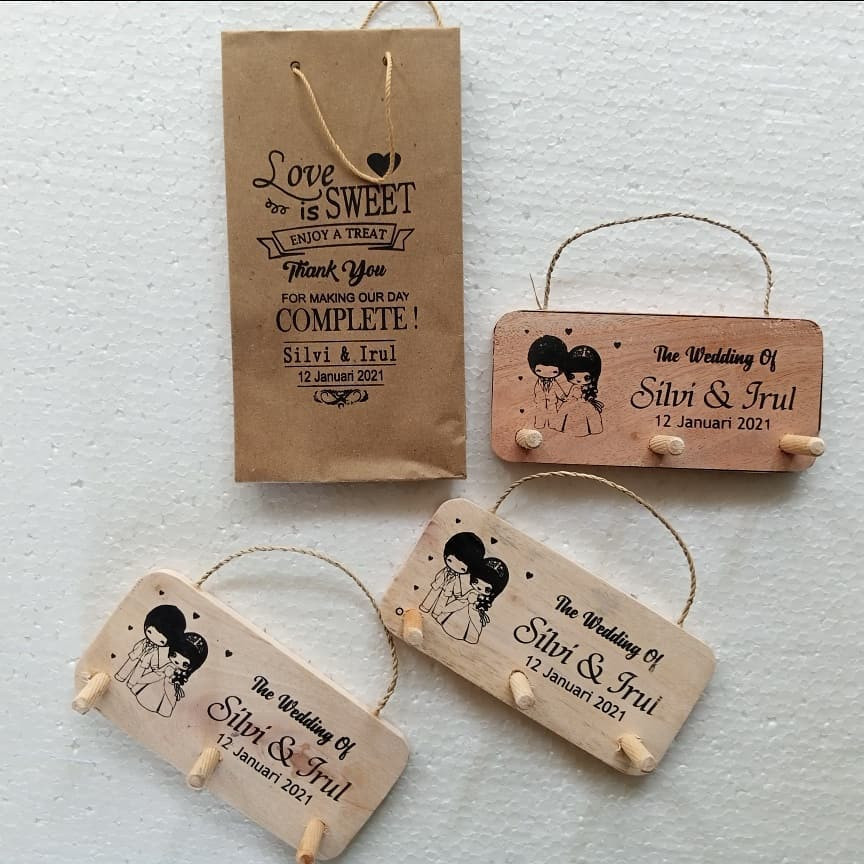 Love
is SWEET
ENJOY A TREAT
Thank You
FOR MAKING OUR DAY
COMPLETE !
Silvi & Irul
12 Januari 2021
The Wedding Of
Silvi & Irul
12 Januari 2021
The Wedding Of
Silvi & Irul
12 Januari 2021
The Wedding Of
Silvi & Irul
12 Januari 2021